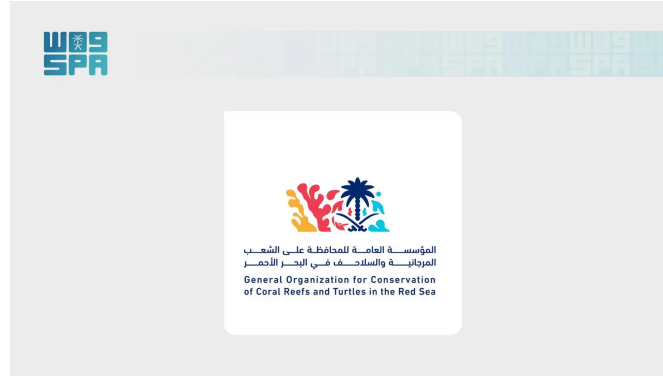 واس
SPA
المؤسسة العامة للمحافظة على الشعب
المرجانية والسلاحف في البحر الأحمر
General Organization for Conservation
of Coral Reefs and Turtles in the Red Sea